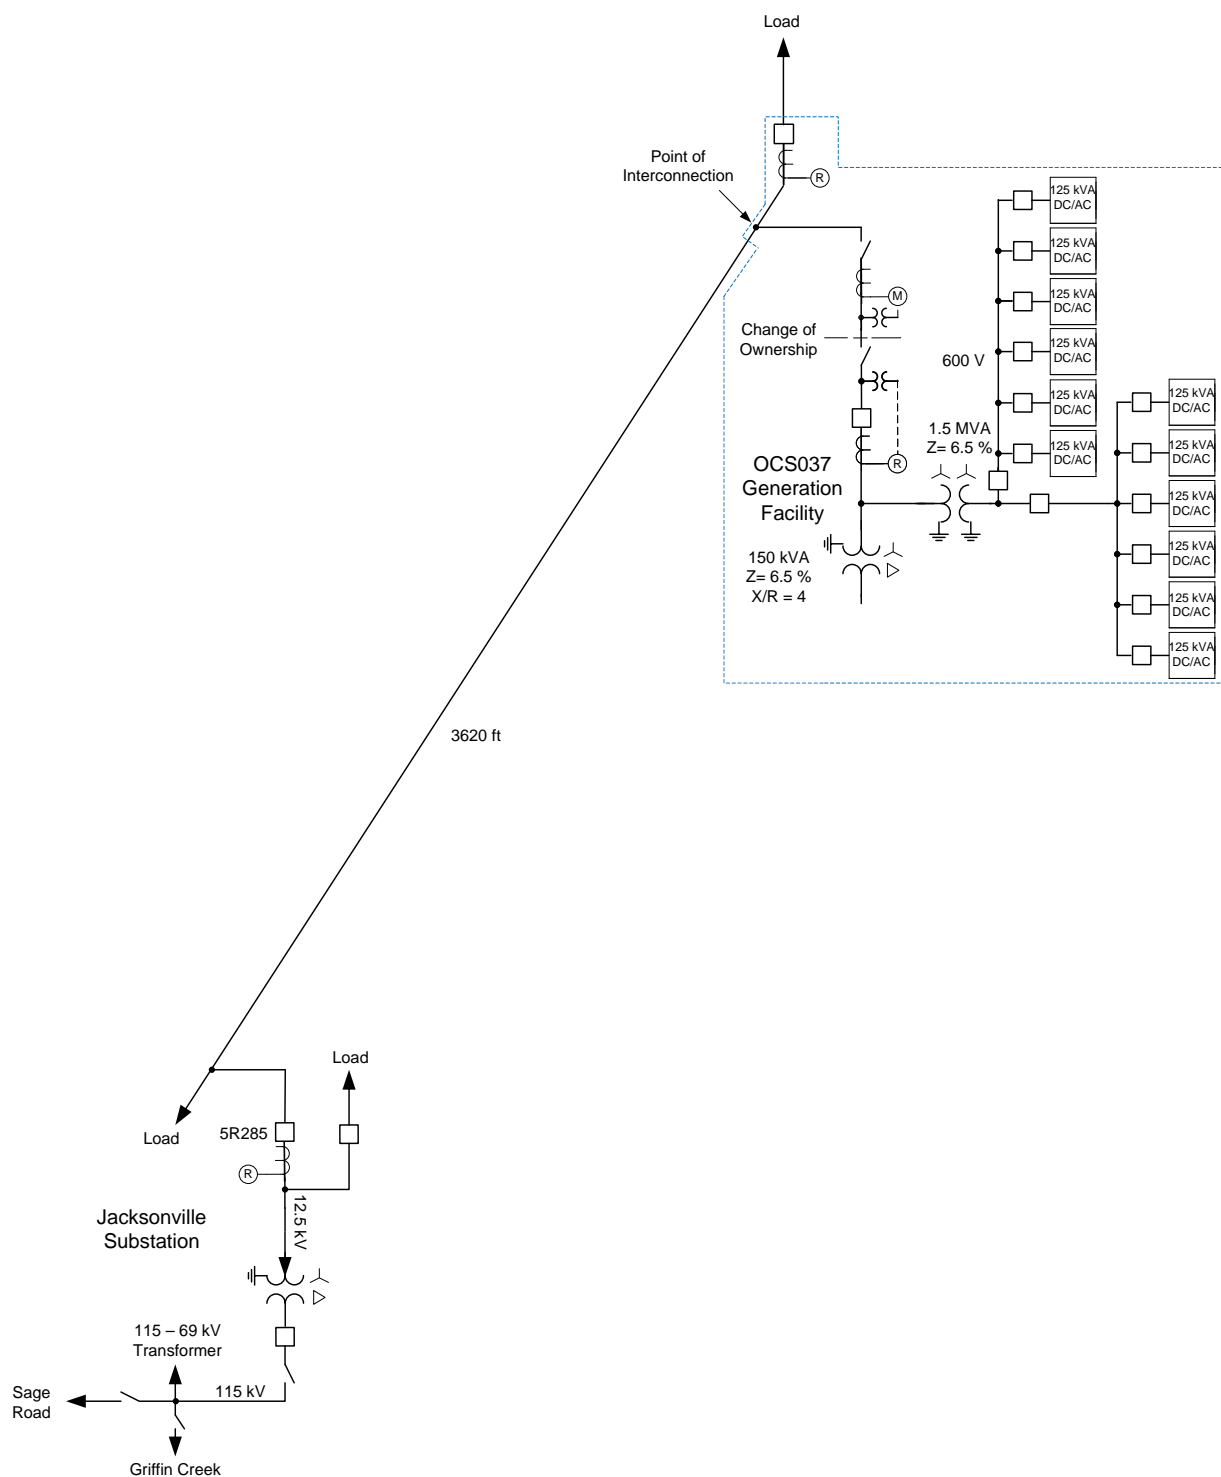 Load
Point of
Interconnection
R
125 kVA
DC/AC
125 kVA
DC/AC
125 kVA
DC/AC
125 kVA
DC/AC
125 kVA
DC/AC
125 kVA
DC/AC
M
Change of
Ownership
600 V
1.5 MVA
Z= 6.5 %
R
OCS037
Generation
Facility
150 kVA
Z= 6.5 %
X/R = 4
125 kVA
DC/AC
125 kVA
DC/AC
125 kVA
DC/AC
125 kVA
DC/AC
125 kVA
DC/AC
125 kVA
DC/AC
3620 ft
Load
Load
5R285
R
12.5 kV
Jacksonville
Substation
115 – 69 kV
Transformer
115 kV
Sage
Road
Griffin Creek